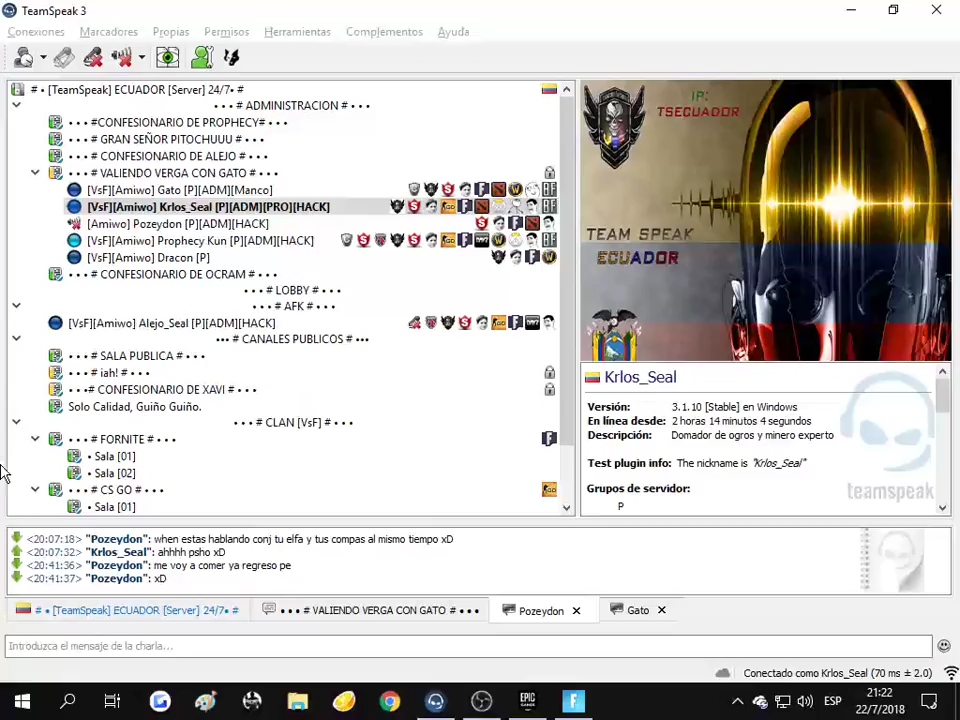 TeamSpeak 3
Conexiones Marcadores Propias Permisos Herramientas Complementos Ayuda
# • [TeamSpeak] ECUADOR [Server] 24/7• #
• • • # ADMINISTRACION # • • •
• • • #CONFESIONARIO DE PROPHECY# • • •
• • • # GRAN SEÑOR PITOCHUUU # • • •
• • • # CONFESIONARIO DE ALEJO # • • •
• • • # VALIENDO VERGA CON GATO # • • •
[VsF][Amiwo] Gato [P][ADM][Manco]
[VsF][Amiwo] Krlos_Seal [P][ADM][PRO][HACK]
[Amiwo] Pozeydon [P][ADM][HACK]
[VsF][Amiwo] Prophecy Kun [P][ADM][HACK]
[VsF][Amiwo] Dracon [P]
• • • # CONFESIONARIO DE OCRAM # • • •
• • • # LOBBY # • • •
• • • # AFK # • • •
[VsF][Amiwo] Alejo_Seal [P][ADM][HACK]
••• # CANALES PUBLICOS # •••
• • • # SALA PUBLICA # • • •
• • • # iah! # • • •
• • •# CONFESIONARIO DE XAVI # • • •
Solo Calidad, Guiño Guiño.
• • • # CLAN [VsF] # • • •
• • • # FORNITE # • • •
• Sala [01]
• Sala [02]
• • • # CS GO # • • •
• Sala [01]
IP:
TSECUADOR
TEAM SPEAK
ECUADOR
Krlos_Seal
Versión: 3.1.10 [Stable] en Windows
En línea desde: 2 horas 14 minutos 4 segundos
Descripción: Domador de ogros y minero experto
Test plugin info: The nickname is "Krlos_Seal"
Grupos de servidor:
P
teamspeak
<20:07:18> "Pozeydon": when estas hablando conj tu elfa y tus compas al mismo tiempo xD
<20:07:32> "Krlos_Seal": ahhhh psho xD
<20:41:36> "Pozeydon": me voy a comer ya regreso pe
<20:41:37> "Pozeydon": xD
# • [TeamSpeak] ECUADOR [Server] 24/7• # • • • # VALIENDO VERGA CON GATO # • • • Pozeydon Gato
Introduzca el mensaje de la charla...
Conectado como Krlos_Seal (70 ms ± 2.0)
EPIC GAMES
ESP
21:22
22/7/2018